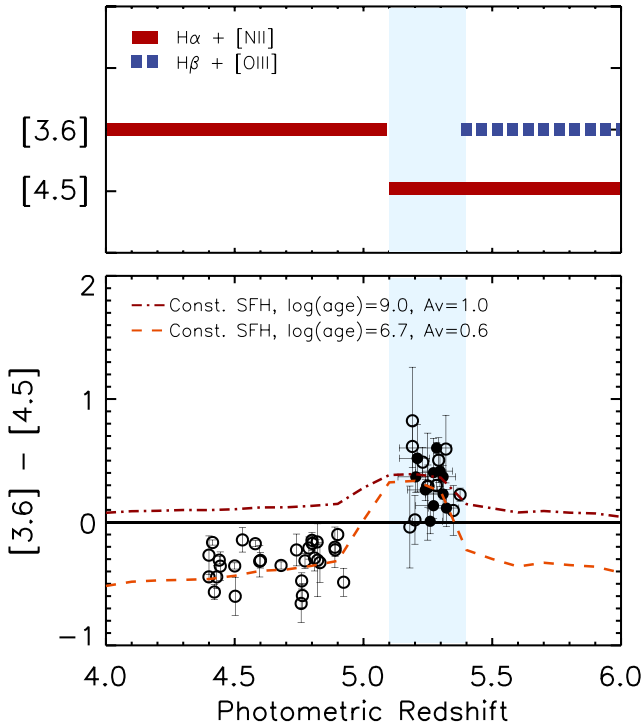 Hα + [NII]
Hβ + [OIII]
[3.6]
[4.5]
2
Const. SFH, log(age)=9.0, Av=1.0
Const. SFH, log(age)=6.7, Av=0.6
1
0
-1
[3.6] - [4.5]
4.0 4.5 5.0 5.5 6.0
Photometric Redshift